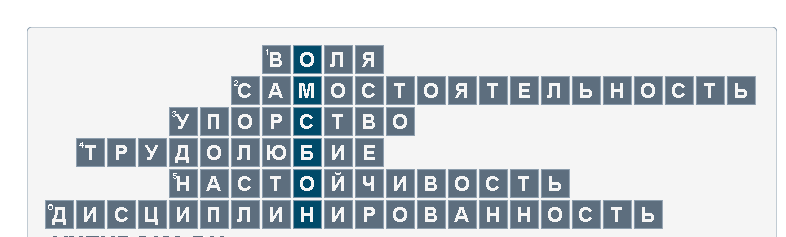 1ВОЛЯ
2САМОСТОЯТЕЛЬНОСТЬ
3УПОРСТВО
4ТРУДОЛЮБИЕ
5НАСТОЙЧИВОСТЬ
6ДИСЦИПЛИНИРОВАННОСТЬ